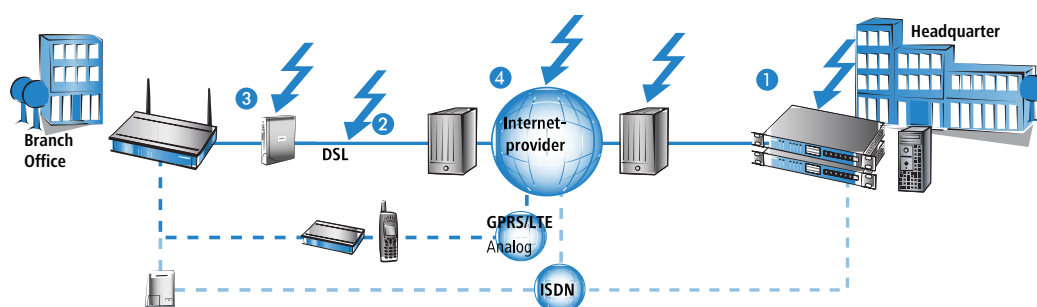 Headquarter
4
1
3
2
Internet-
provider
Branch
Office
DSL
GPRS/LTE
Analog
ISDN